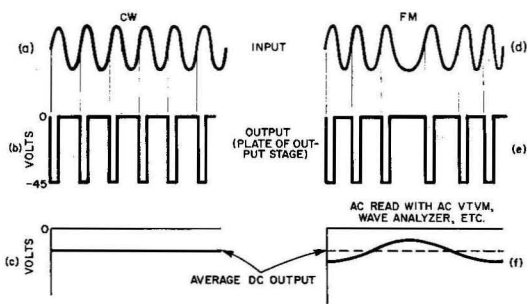 CW
FM
(a)
INPUT
(d)
0
(b)
VOLTS
-45
OUTPUT
(PLATE OF OUT-
PUT STAGE)
(e)
AC READ WITH AC VTVM,
WAVE ANALYZER, ETC.
0
(c)
VOLTS
AVERAGE DC OUTPUT
(f)